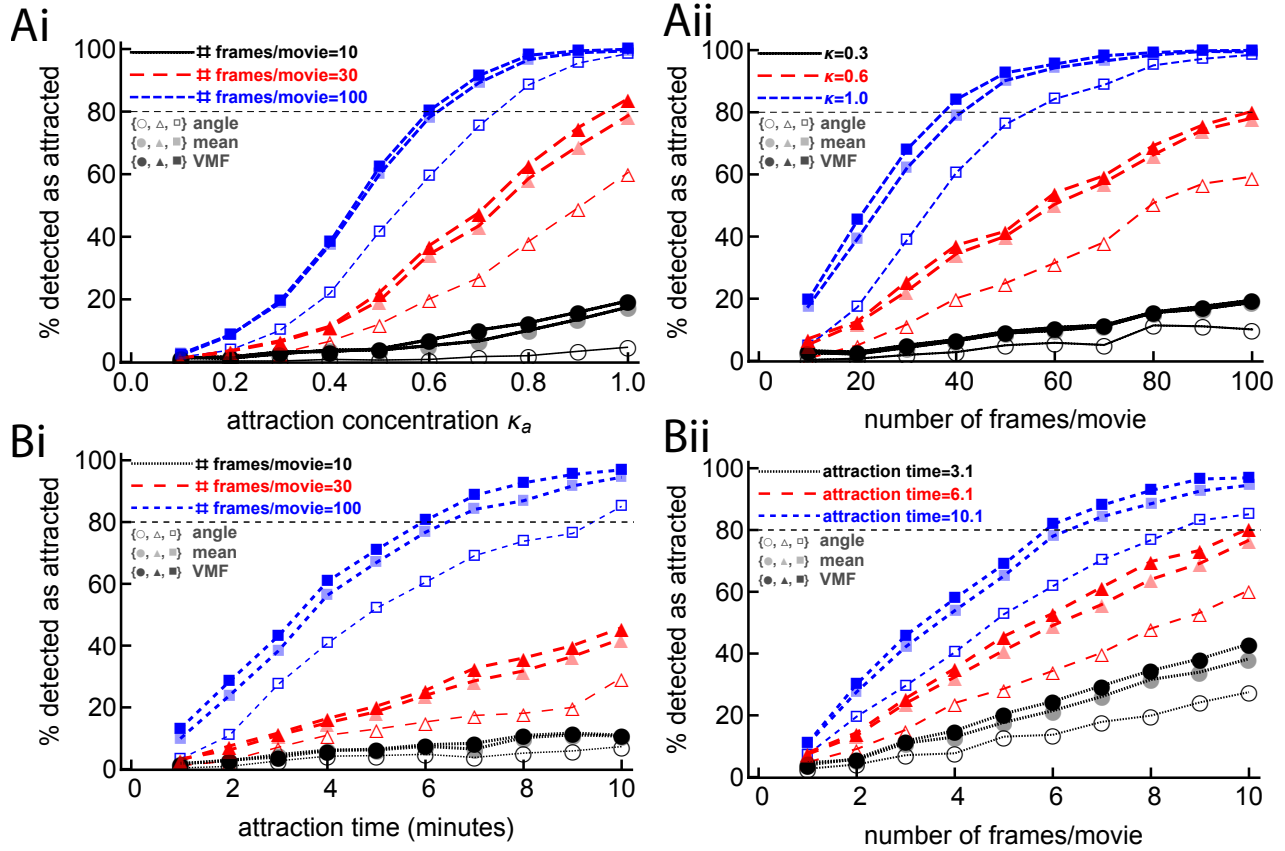 Ai
# frames/movie=10
# frames/movie=30
# frames/movie=100
{○, △, □} angle
{●, ▲, ■} mean
{●, ▲, ■} VMF
% detected as attracted
100
80
60
40
20
0
0.0 0.2 0.4 0.6 0.8 1.0
attraction concentration κa
Aii
κ=0.3
κ=0.6
κ=1.0
{○, △, □} angle
{●, ▲, ■} mean
{●, ▲, ■} VMF
% detected as attracted
100
80
60
40
20
0
0 20 40 60 80 100
number of frames/movie
Bi
# frames/movie=10
# frames/movie=30
# frames/movie=100
{○, △, □} angle
{●, ▲, ■} mean
{●, ▲, ■} VMF
% detected as attracted
100
80
60
40
20
0
0 2 4 6 8 10
attraction time (minutes)
Bii
attraction time=3.1
attraction time=6.1
attraction time=10.1
{○, △, □} angle
{●, ▲, ■} mean
{●, ▲, ■} VMF
% detected as attracted
100
80
60
40
20
0
0 2 4 6 8 10
number of frames/movie